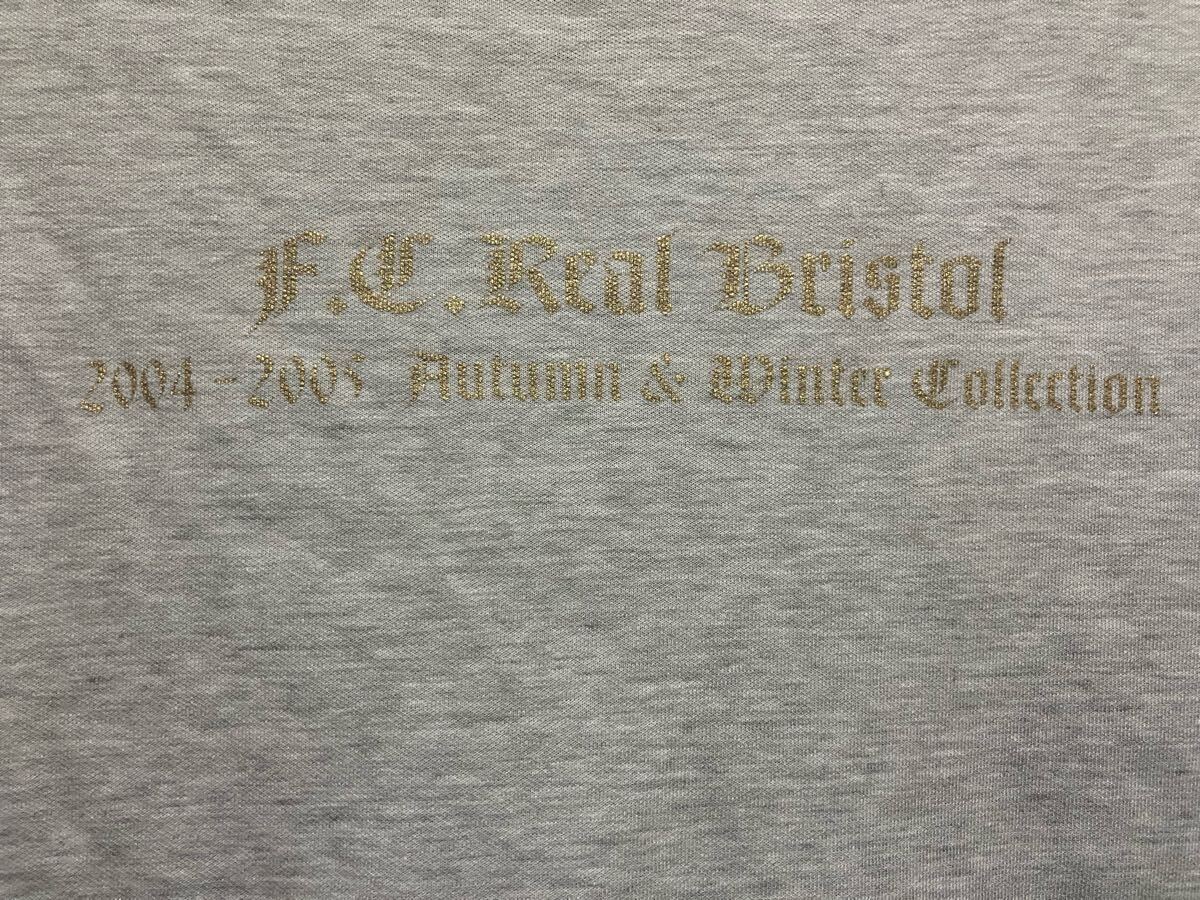 F.C.Real Bristol
2004-2005 Autumn & Winter Collection